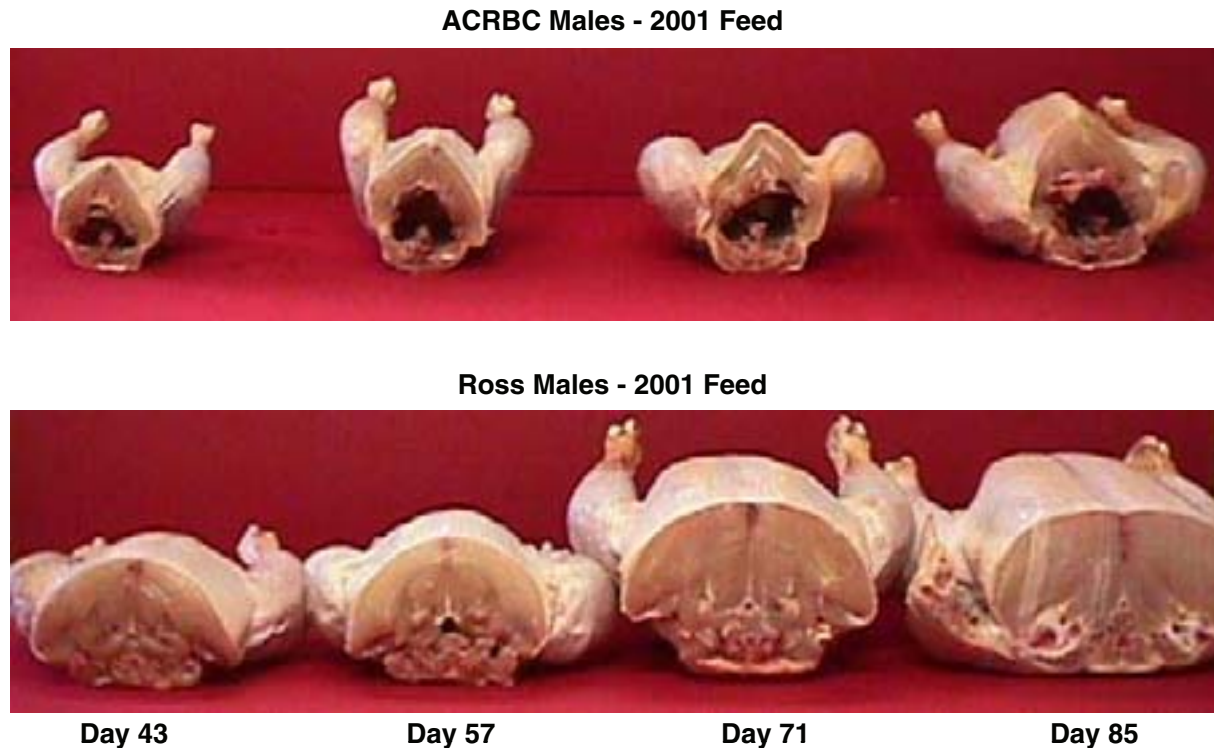 ACRBC Males - 2001 Feed
Ross Males - 2001 Feed
Day 43 Day 57 Day 71 Day 85